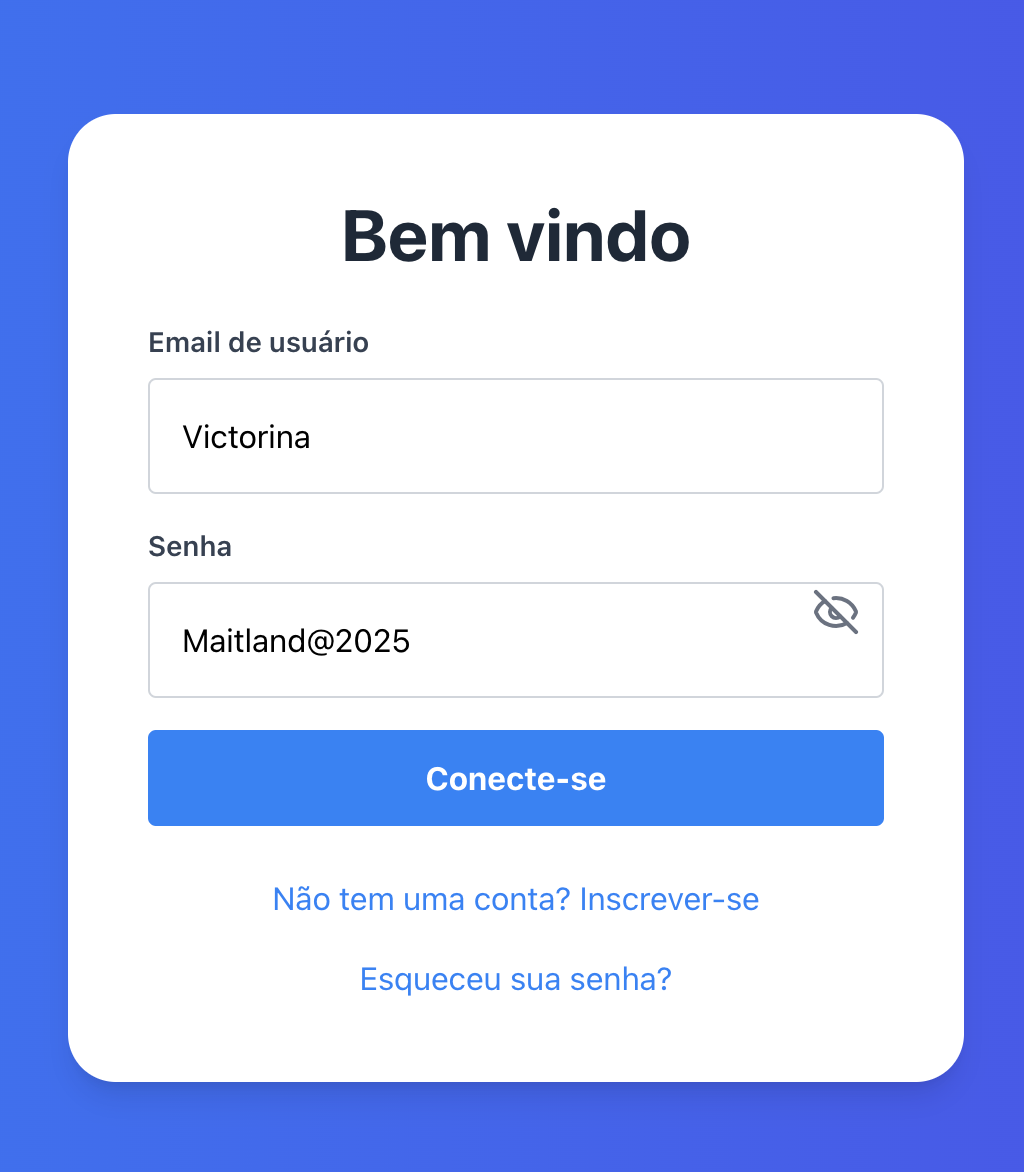 Bem vindo
Email de usuário
Victorina
Senha
Maitland@2025
Conecte-se
Não tem uma conta? Inscrever-se
Esqueceu sua senha?